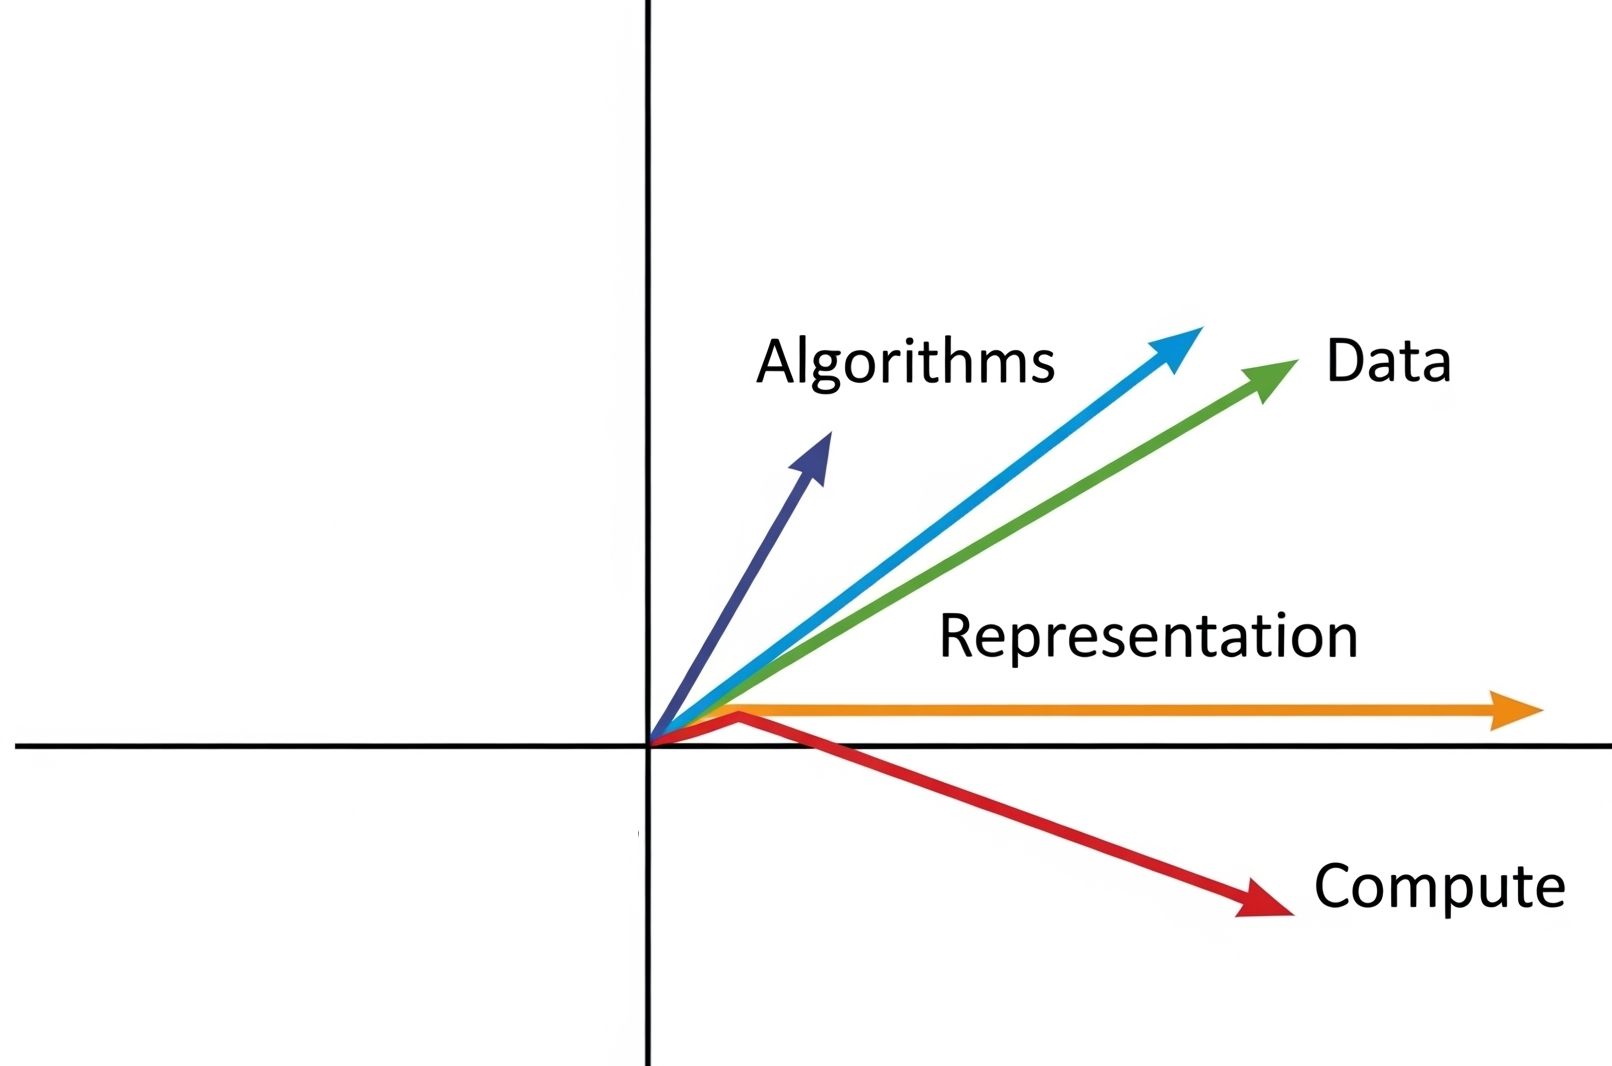 Algorithms
Data
Representation
Compute